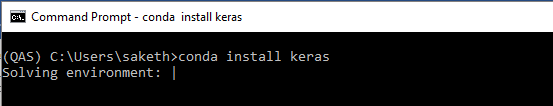 Command Prompt - conda  install keras
(QAS) C:\Users\saketh>conda install keras
Solving environment: |